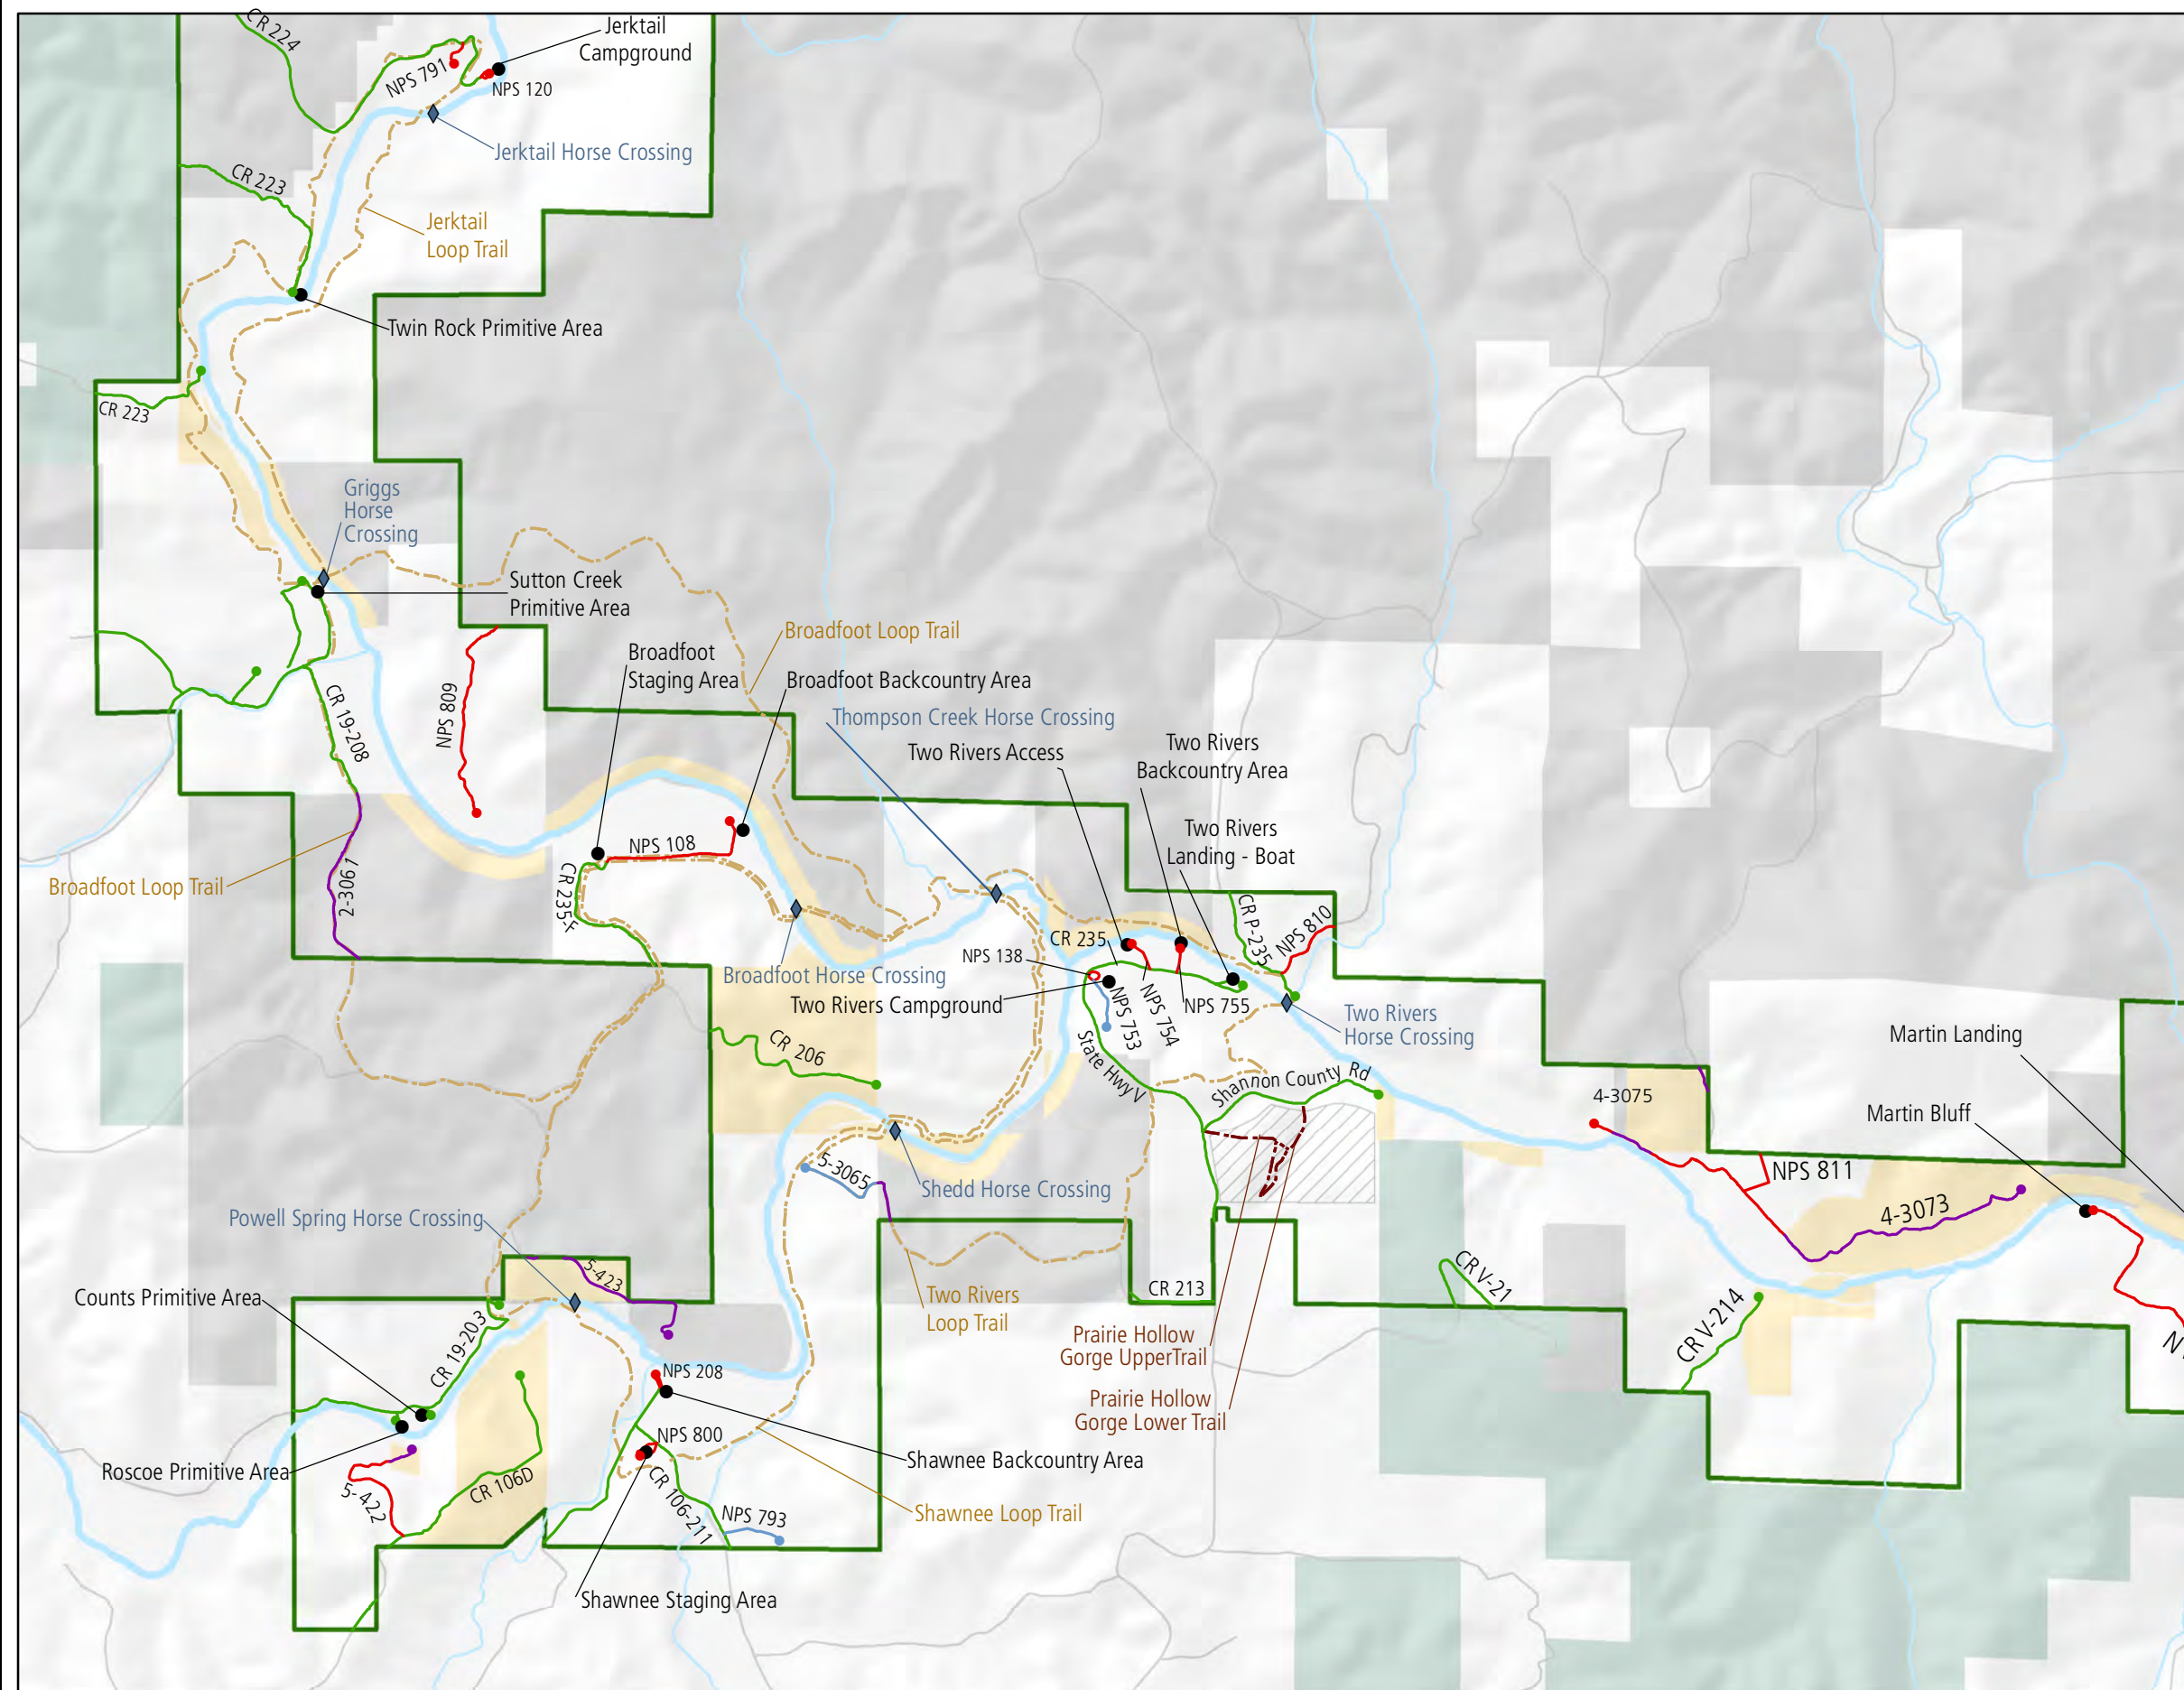 CR 224
Jerktail
Campground
NPS 791
NPS 120
Jerktail Horse Crossing
CR 223
Jerktail
Loop Trail
Twin Rock Primitive Area
CR 223
Griggs
Horse
Crossing
Sutton Creek
Primitive Area
Broadfoot Loop Trail
Broadfoot
Staging Area
Broadfoot Backcountry Area
Thompson Creek Horse Crossing
Two Rivers Access
Two Rivers
Backcountry Area
Two Rivers
Landing - Boat
CR 19-208
NPS 809
NPS 108
Broadfoot Loop Trail
2-3061
CR 235-F
CR P-235
NPS 810
CR 235
NPS 138
Broadfoot Horse Crossing
Two Rivers Campground
NPS 753
NPS 754
NPS 755
Two Rivers
Horse Crossing
CR 206
State Hwy V
Shannon County Rd
Martin Landing
4-3075
Martin Bluff
5-3065
Shedd Horse Crossing
NPS 811
4-3073
Powell Spring Horse Crossing
5-423
CR V-21
Counts Primitive Area
CR 213
Two Rivers
Loop Trail
CR 19-203
Prairie Hollow
Gorge UpperTrail
CR V-214
NPS 208
Prairie Hollow
Gorge Lower Trail
NPS 800
Shawnee Backcountry Area
Roscoe Primitive Area
5-422
CR 106D
CR 106-211
NPS 793
Shawnee Loop Trail
Shawnee Staging Area